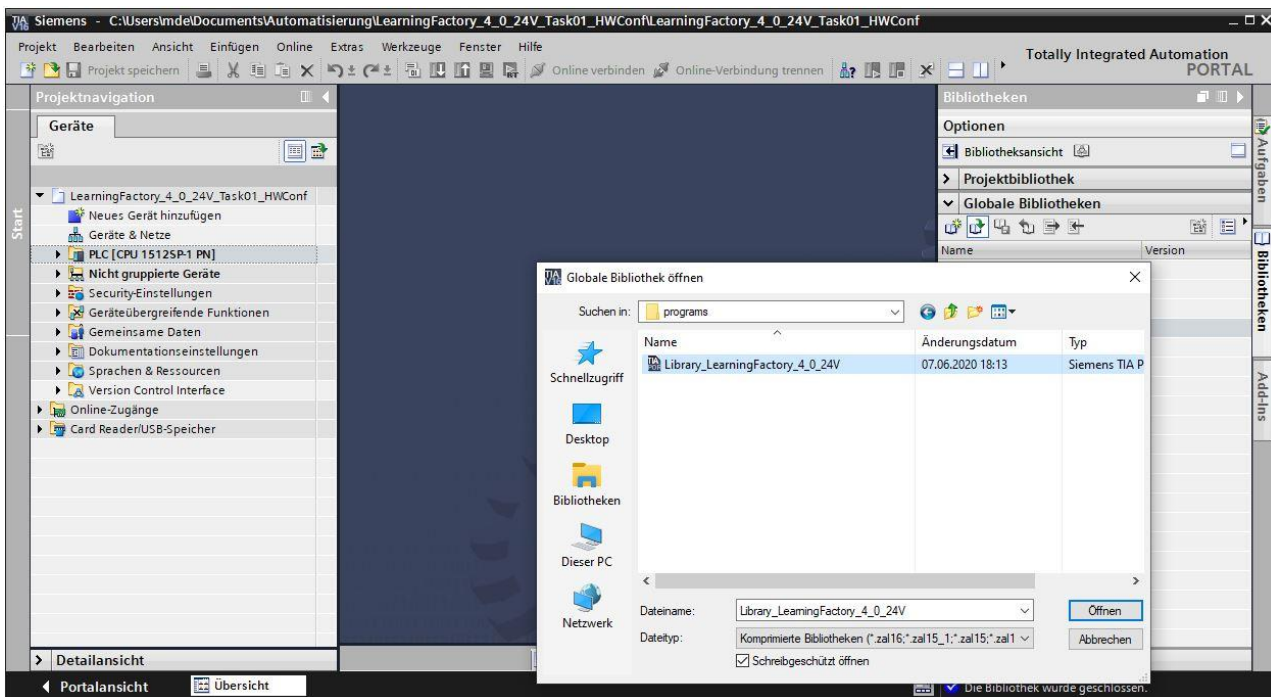 Siemens - C:\Users\mde\Documents\Automatisierung\LearningFactory_4_0_24V_Task01_HWConf\LearningFactory_4_0_24V_Task01_HWConf
Projekt Bearbeiten Ansicht Einfügen Online Extras Werkzeuge Fenster Hilfe
Totally Integrated Automation
PORTAL
Projekt speichern Online verbinden Online-Verbindung trennen
Projektnavigation
Geräte
Start
LearningFactory_4_0_24V_Task01_HWConf
Neues Gerät hinzufügen
Geräte & Netze
PLC [CPU 1512SP-1 PN]
Nicht gruppierte Geräte
Security-Einstellungen
Geräteübergreifende Funktionen
Gemeinsame Daten
Dokumentationseinstellungen
Sprachen & Ressourcen
Version Control Interface
Online-Zugänge
Card Reader/USB-Speicher
Detailansicht
Bibliotheken
Optionen
Bibliotheksansicht
Projektbibliothek
Globale Bibliotheken
Name Version
Aufgaben
Bibliotheken
Add-Ins
Globale Bibliothek öffnen
Suchen in: programs
Name Änderungsdatum Typ
Library_LearningFactory_4_0_24V 07.06.2020 18:13 Siemens TIA P
Schnellzugriff
Desktop
Bibliotheken
Dieser PC
Netzwerk
Dateiname: Library_LearningFactory_4_0_24V Öffnen
Dateityp: Komprimierte Bibliotheken (*.zal16;*.zal15_1;*.zal15;*.zal1 Abbrechen
Schreibgeschützt öffnen
Portalansicht Übersicht
Die Bibliothek wurde geschlossen.